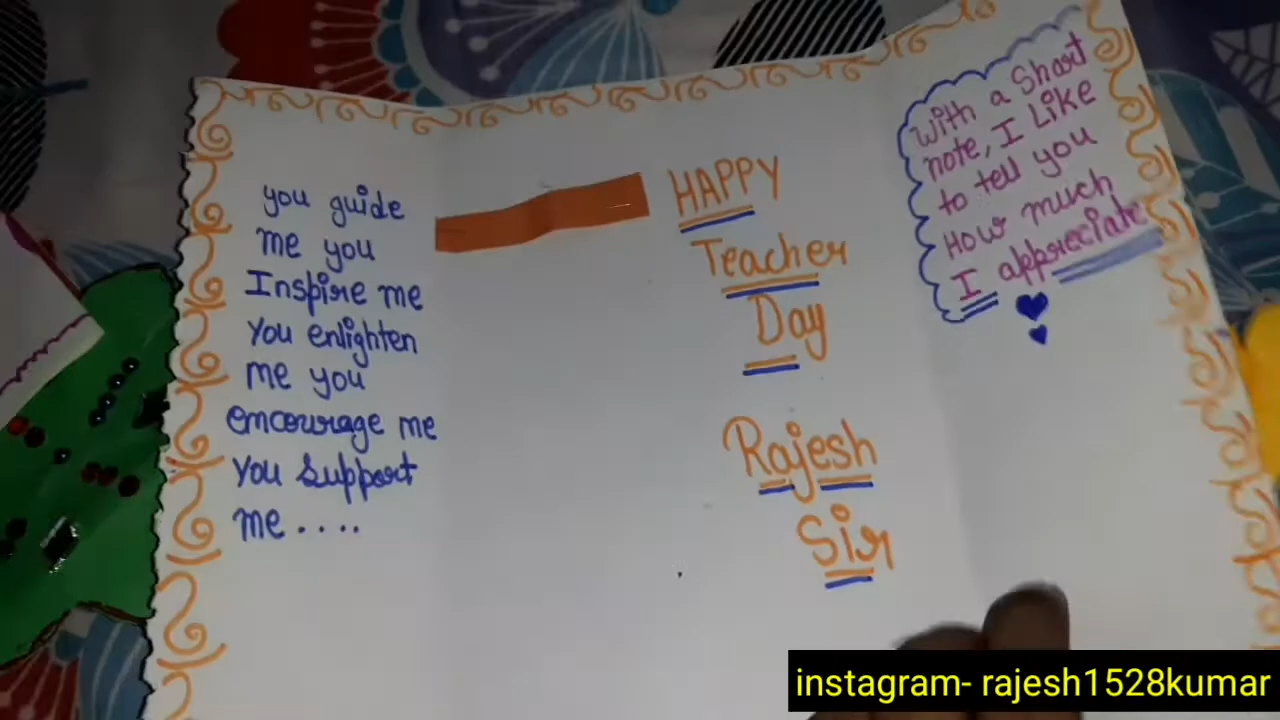 you guide
me you
Inspire me
You enlighten
me you
encourage me
You support
me....
HAPPY
Teacher
Day
Rajesh
Sir
With a Short
note, I Like
to tell you
How much
I appreciate
instagram- rajesh1528kumar